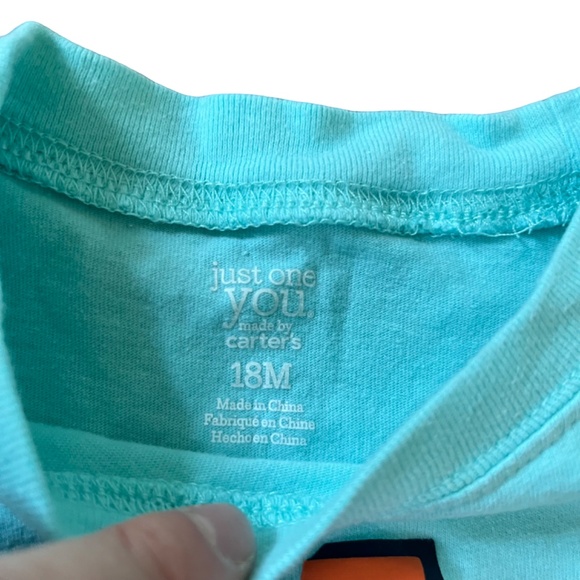 just one
you.
made by
carter's
18M
Made in China
Fabriqué en Chine
Hecho en China